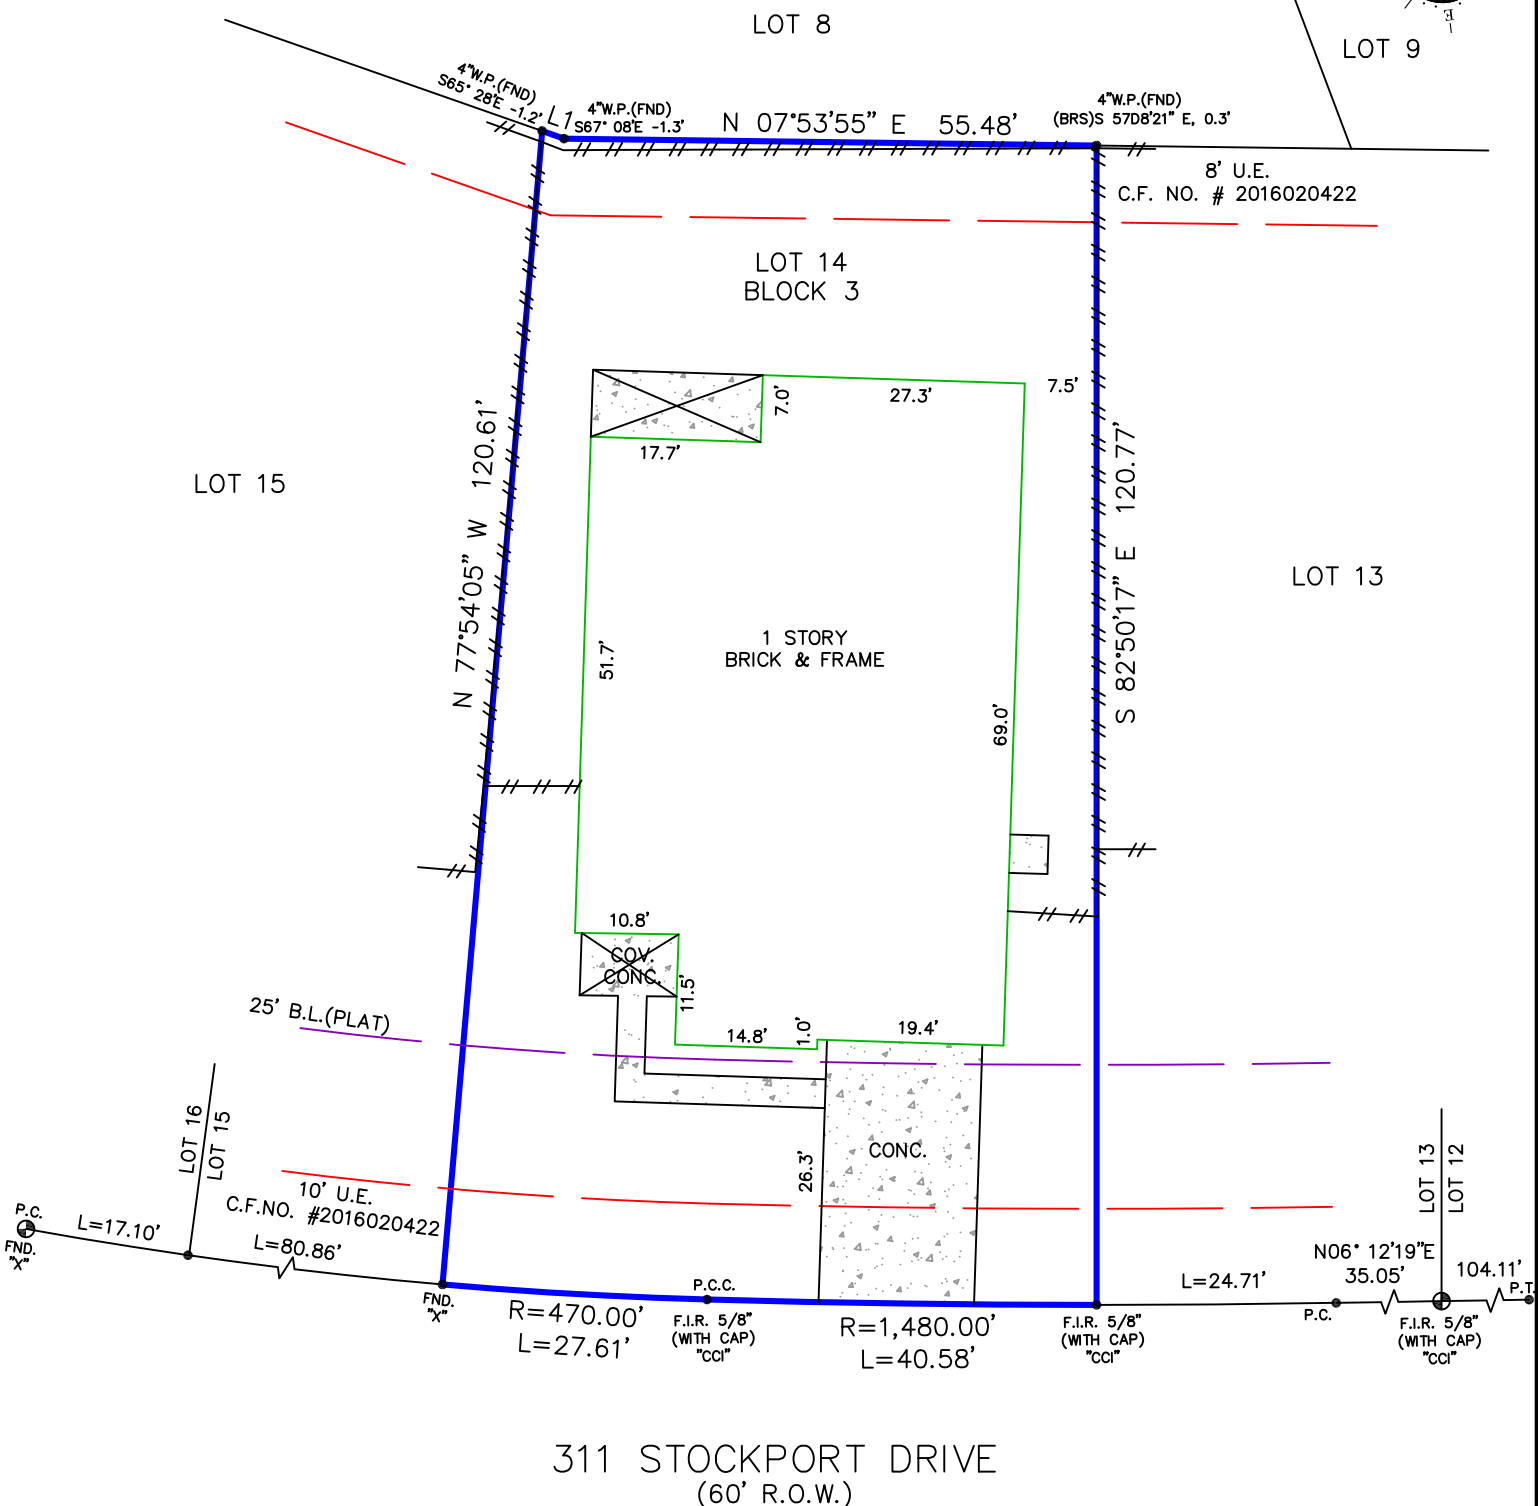 LOT 8
LOT 9
E
4"W.P.(FND)
S65° 28'E -1.2'
L1
4"W.P.(FND)
S67° 08'E -1.3'
N 07°53'55" E 55.48'
4"W.P.(FND)
(BRS)S 57D8'21" E, 0.3'
8' U.E.
C.F. NO. # 2016020422
LOT 14
BLOCK 3
27.3'
7.5'
7.0'
17.7'
N 77°54'05" W 120.61'
S 82°50'17" E 120.77'
LOT 15
LOT 13
1 STORY
BRICK & FRAME
51.7'
69.0'
10.8'
COV.
CONC.
11.5'
25' B.L.(PLAT)
14.8'
1.0'
19.4'
CONC.
26.3'
LOT 16
LOT 15
LOT 13
LOT 12
10' U.E.
C.F.NO. #2016020422
P.C.
FND.
"X"
L=17.10'
L=80.86'
FND.
"X"
R=470.00'
L=27.61'
P.C.C.
F.I.R. 5/8"
(WITH CAP)
"CCI"
R=1,480.00'
L=40.58'
F.I.R. 5/8"
(WITH CAP)
"CCI"
L=24.71'
P.C.
N06° 12'19"E
35.05'
104.11'
P.T.
F.I.R. 5/8"
(WITH CAP)
"CCI"
311 STOCKPORT DRIVE
(60' R.O.W.)